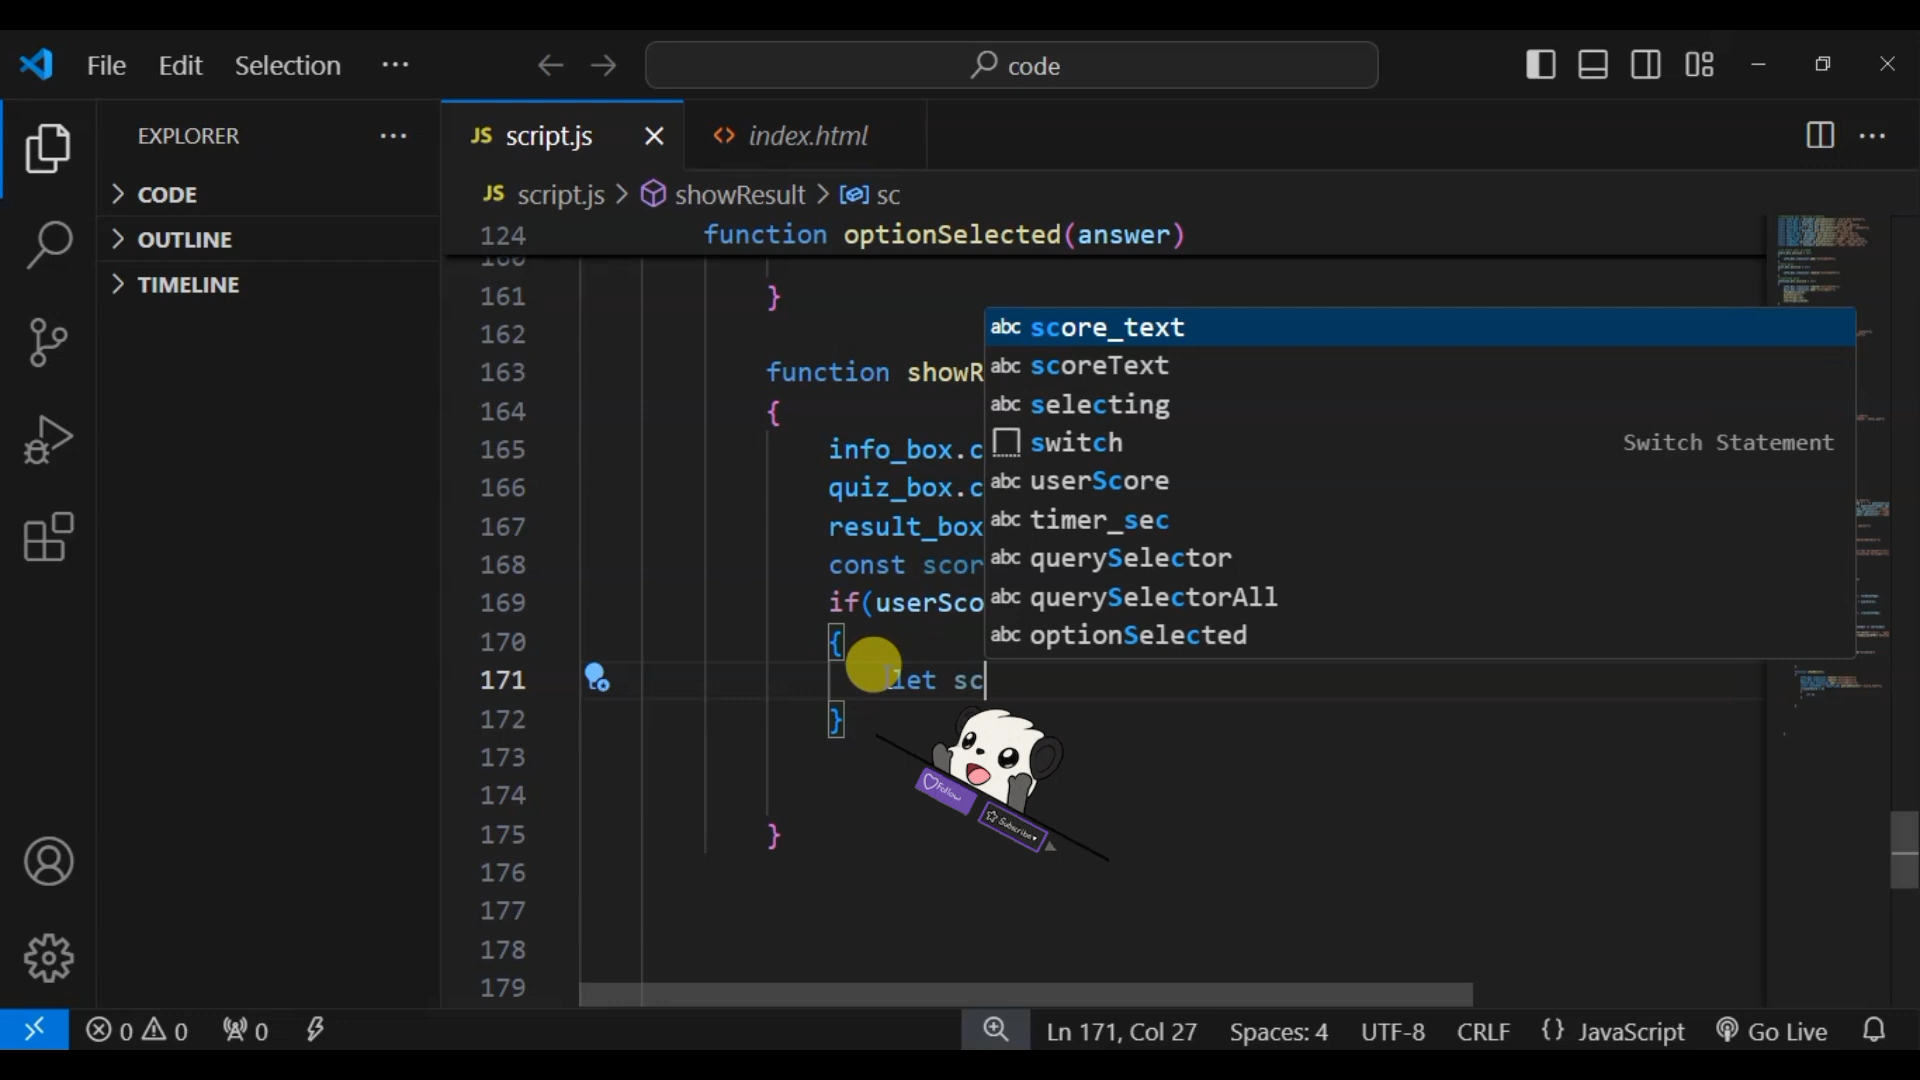 File Edit Selection ··· code
EXPLORER ···
CODE
OUTLINE
TIMELINE
JS script.js
index.html
JS script.js > showResult > sc
124 function optionSelected(answer)
160
161 }
162
163 function showR
164 {
165 info_box.c
166 quiz_box.c
167 result_box
168 const scor
169 if(userSco
170 {
171 let sc
172 }
173
174
175 }
176
177
178
179
abc score_text
abc scoreText
abc selecting
switch Switch Statement
abc userScore
abc timer_sec
abc querySelector
abc querySelectorAll
abc optionSelected
Follow
Subscribe
0 0 0 Ln 171, Col 27 Spaces: 4 UTF-8 CRLF {} JavaScript Go Live